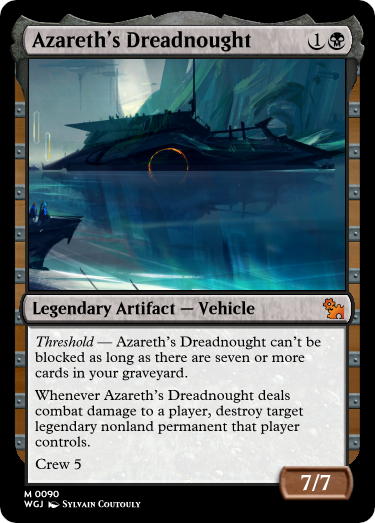 Azareth's Dreadnought 1
Legendary Artifact — Vehicle
Threshold — Azareth's Dreadnought can't be
blocked as long as there are seven or more
cards in your graveyard.
Whenever Azareth's Dreadnought deals
combat damage to a player, destroy target
legendary nonland permanent that player
controls.
Crew 5
7/7
M 0090
WGJ Sylvain Coutouly